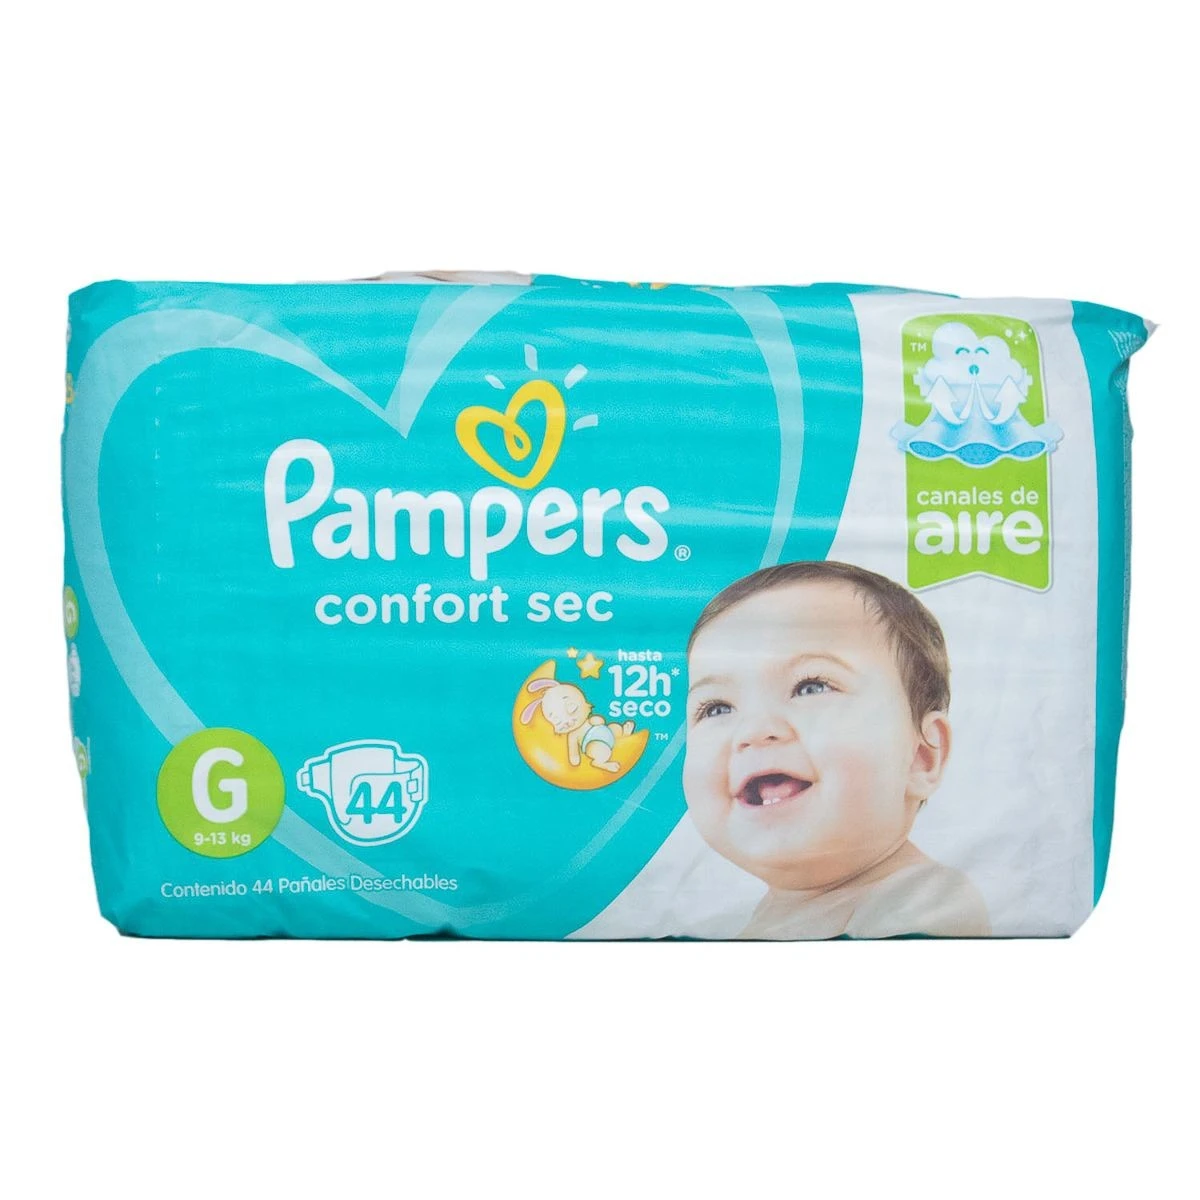 Pampers®
confort sec
hasta
12h*
seco
TM
TM
canales de
aire
G
9-13 kg
44
Contenido 44 Pañales Desechables